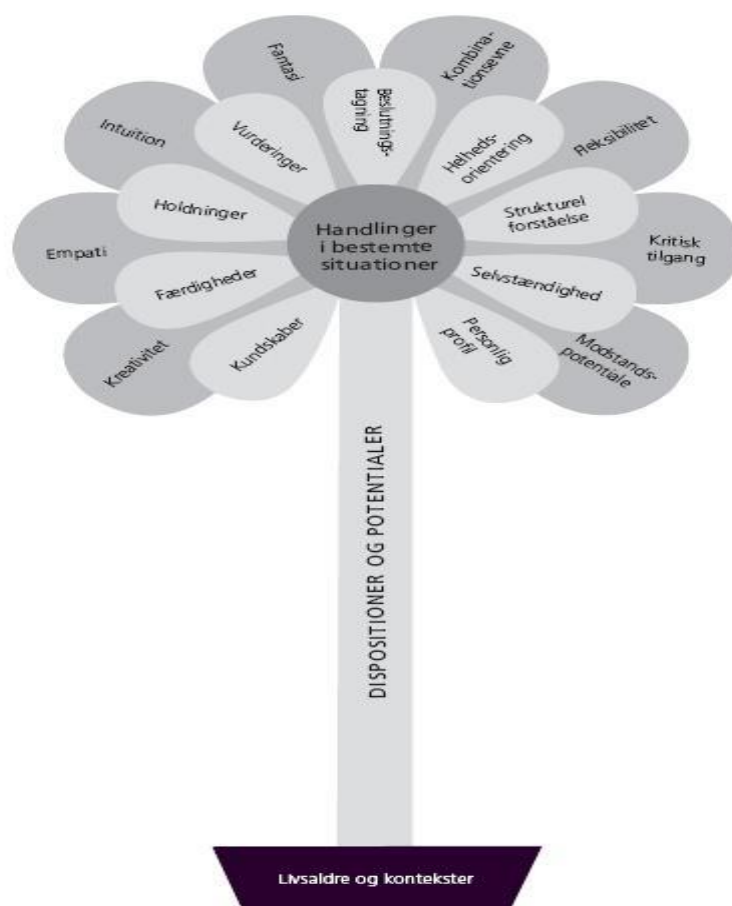 Fantasi
Kombina-
tionsevne
Intuition
Vurderinger
Beslutnings-
tagning
Helheds-
orientering
Fleksibilitet
Holdninger
Strukturel
forståelse
Empati
Handlinger
i bestemte
situationer
Kritisk
tilgang
Færdigheder
Selvstændighed
Kreativitet
Kundskaber
Personlig
profil
Modstands-
potentiale
DISPOSITIONER OG POTENTIALER
Livsaldre og kontekster